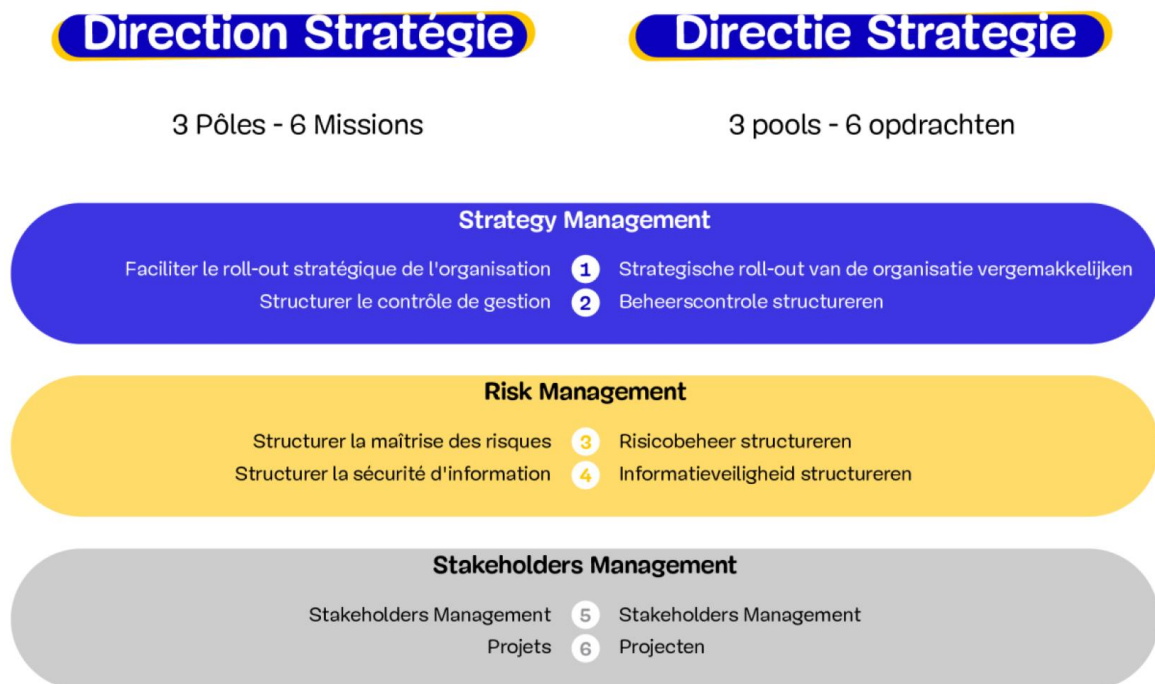 Direction Stratégie
Directie Strategie
3 Pôles - 6 Missions
3 pools - 6 opdrachten
Strategy Management
Faciliter le roll-out stratégique de l'organisation 1 Strategische roll-out van de organisatie vergemakkelijken
Structurer le contrôle de gestion 2 Beheerscontrole structureren
Risk Management
Structurer la maîtrise des risques 3 Risicobeheer structureren
Structurer la sécurité d'information 4 Informatieveiligheid structureren
Stakeholders Management
Stakeholders Management 5 Stakeholders Management
Projets 6 Projecten